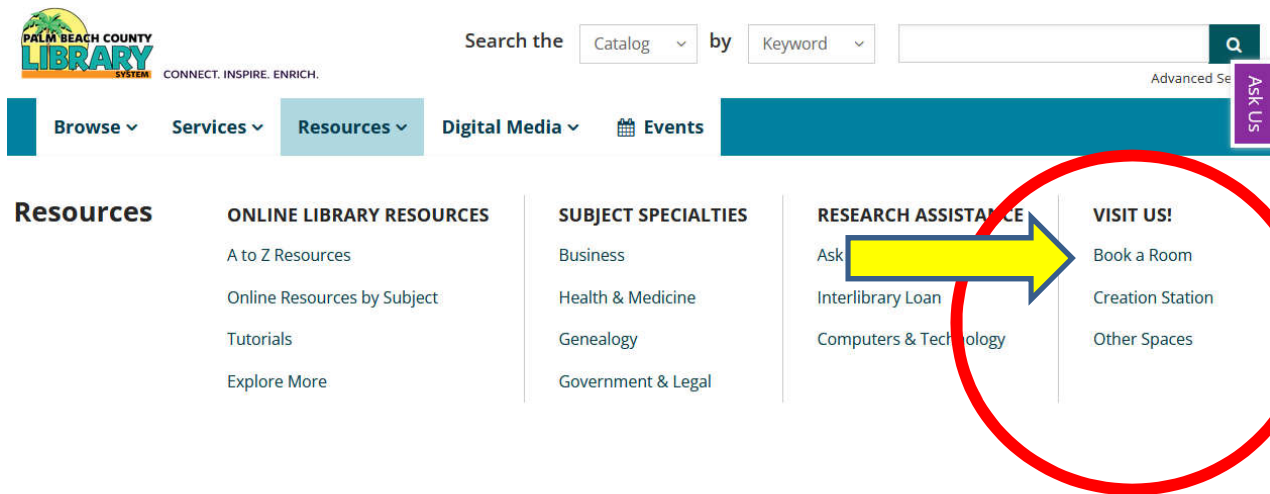 PALM BEACH COUNTY
LIBRARY
SYSTEM
CONNECT. INSPIRE. ENRICH.
Search the Catalog by Keyword
Advanced Se
Ask Us
Browse Services Resources Digital Media Events
Resources
ONLINE LIBRARY RESOURCES
A to Z Resources
Online Resources by Subject
Tutorials
Explore More
SUBJECT SPECIALTIES
Business
Health & Medicine
Genealogy
Government & Legal
RESEARCH ASSISTANCE
Ask
Interlibrary Loan
Computers & Technology
VISIT US!
Book a Room
Creation Station
Other Spaces